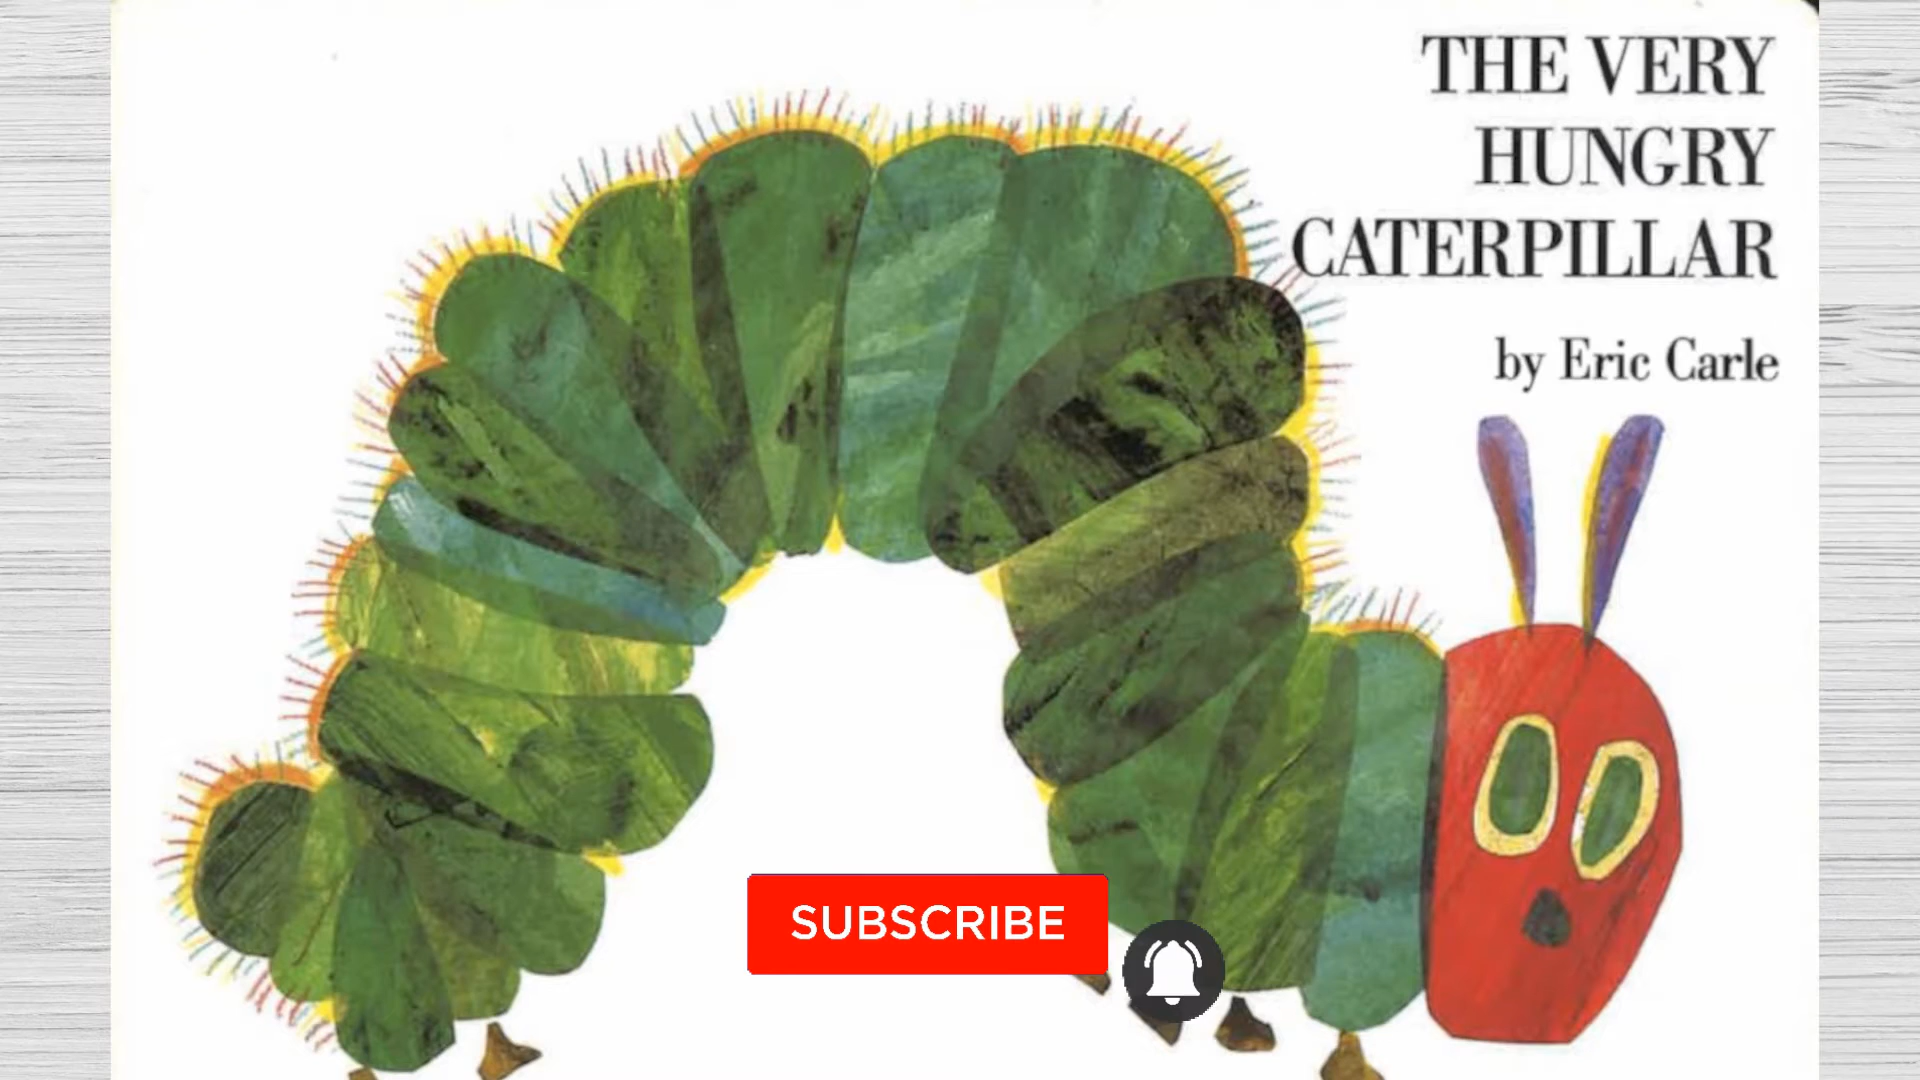 THE VERY
HUNGRY
CATERPILLAR
by Eric Carle
SUBSCRIBE